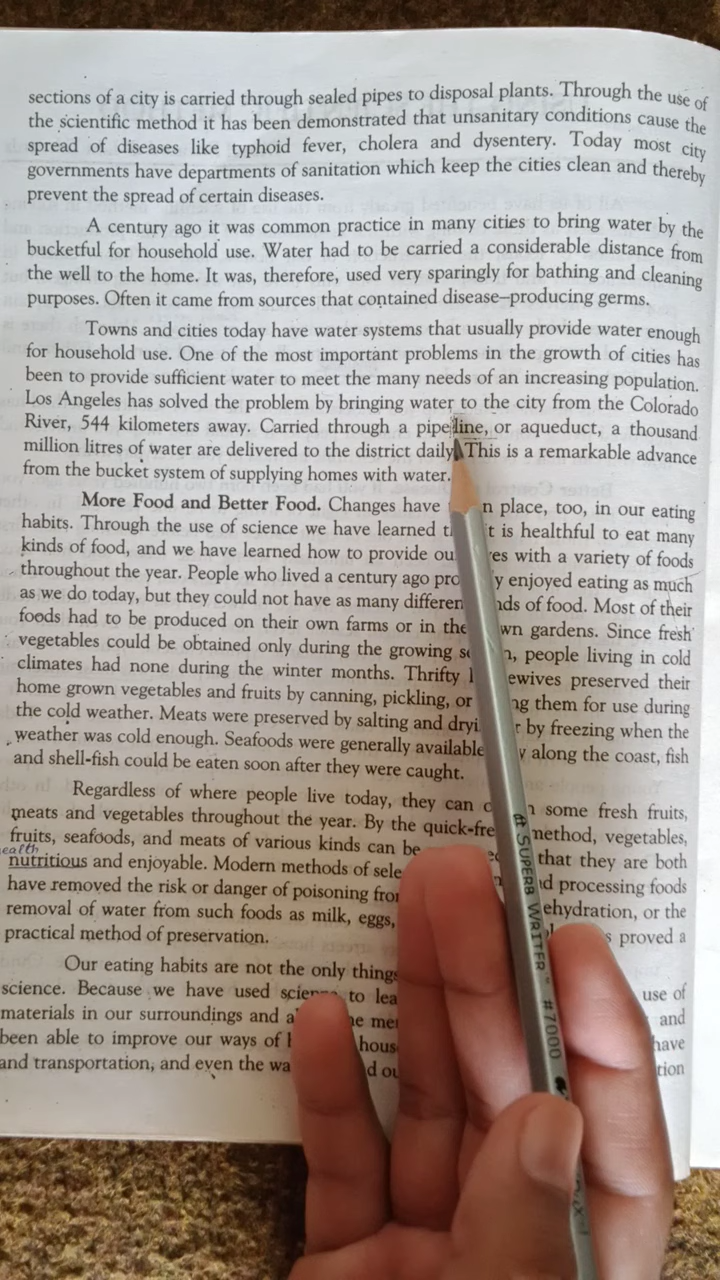 sections of a city is carried through sealed pipes to disposal plants. Through the use of
the scientific method it has been demonstrated that unsanitary conditions cause the
spread of diseases like typhoid fever, cholera and dysentery. Today most city
governments have departments of sanitation which keep the cities clean and thereby
prevent the spread of certain diseases.
A century ago it was common practice in many cities to bring water by the
bucketful for household use. Water had to be carried a considerable distance from
the well to the home. It was, therefore, used very sparingly for bathing and cleaning
purposes. Often it came from sources that contained disease–producing germs.
Towns and cities today have water systems that usually provide water enough
for household use. One of the most important problems in the growth of cities has
been to provide sufficient water to meet the many needs of an increasing population.
Los Angeles has solved the problem by bringing water to the city from the Colorado
River, 544 kilometers away. Carried through a pipe line, or aqueduct, a thousand
million litres of water are delivered to the district daily. This is a remarkable advance
from the bucket system of supplying homes with water.
More Food and Better Food. Changes have place, too, in our eating
habits. Through the use of science we have learned is healthful to eat many
kinds of food, and we have learned how to provide with a variety of foods
throughout the year. People who lived a century ago enjoyed eating as much
as we do today, but they could not have as many of food. Most of their
foods had to be produced on their own farms or in gardens. Since fresh
vegetables could be obtained only during the growing people living in cold
climates had none during the winter months. Thrifty preserved their
home grown vegetables and fruits by canning, pickling, or them for use during
the cold weather. Meats were preserved by salting and by freezing when the
weather was cold enough. Seafoods were generally available along the coast, fish
and shell-fish could be eaten soon after they were caught.
Regardless of where people live today, they can some fresh fruits,
meats and vegetables throughout the year. By the method, vegetables,
fruits, seafoods, and meats of various kinds can be that they are both
ealth
nutritious and enjoyable. Modern methods of processing foods
have removed the risk or danger of poisoning or the
removal of water from such foods as milk, eggs, proved a
practical method of preservation.
Our eating habits are not the only things
science. Because we have used science to use of
materials in our surroundings and and
been able to improve our ways of have
and transportation, and even the
SUPERB WRITER #7000